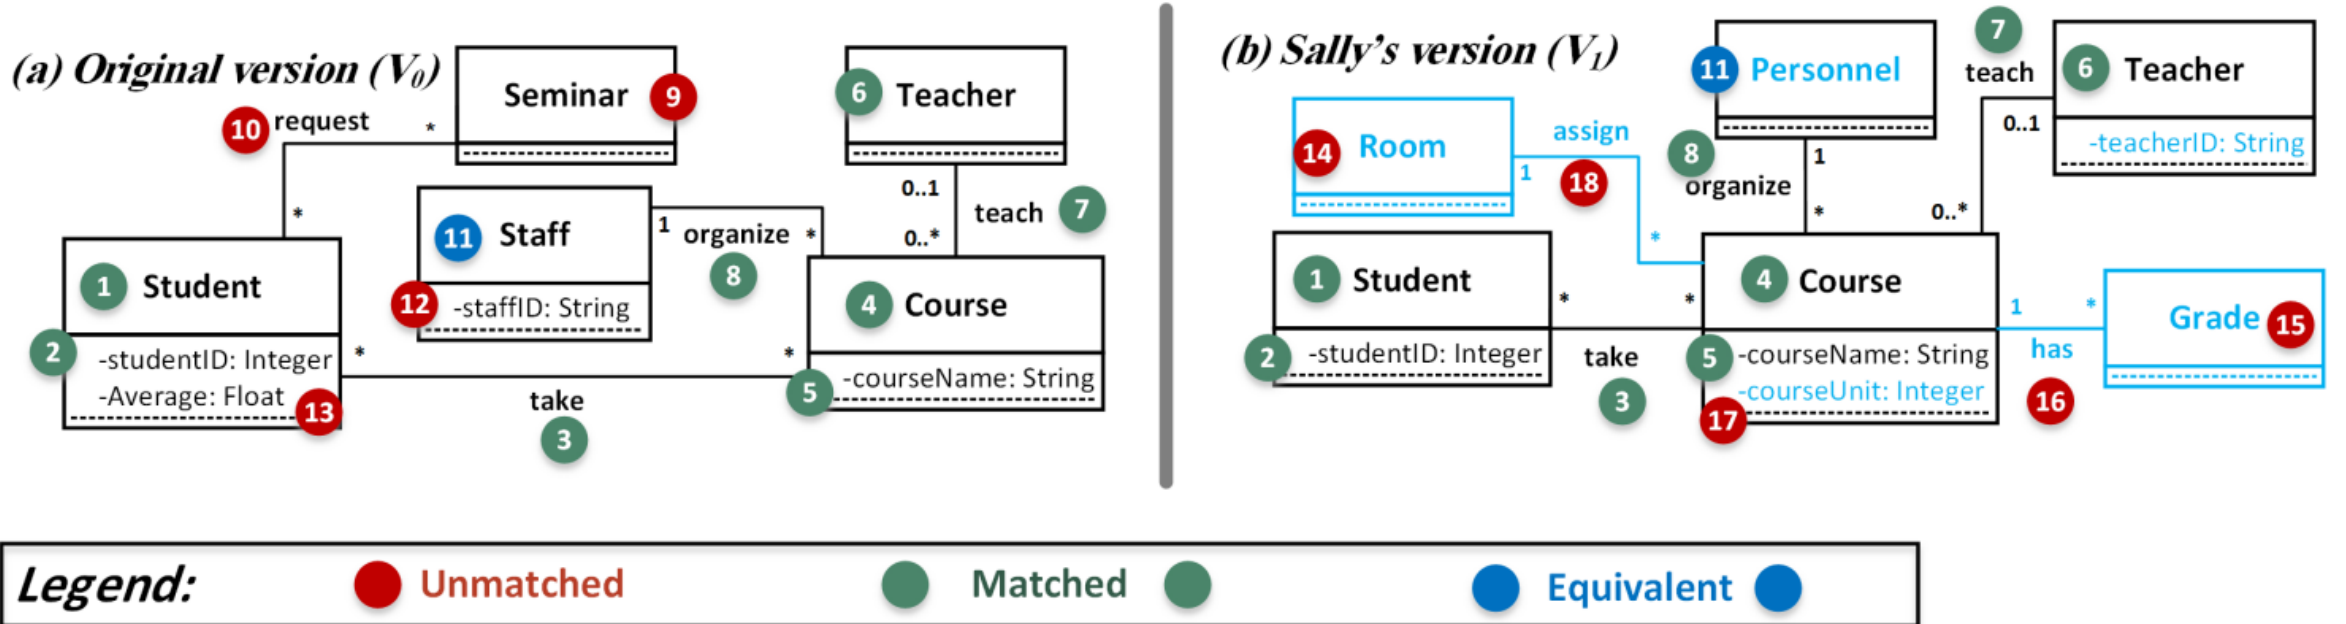 (a) Original version (V0)
Seminar 9
6 Teacher
10 request *
*
0..1
teach 7
0..*
11 Staff
1 organize *
8
12 -staffID: String
1 Student
2 -studentID: Integer
-Average: Float
13
*
*
take
3
4 Course
5 -courseName: String
(b) Sally's version (V1)
11 Personnel
7
teach
6 Teacher
0..1
-teacherID: String
14 Room
assign
1
18
*
8
organize
1
*
0..*
1 Student
2 -studentID: Integer
*
*
take
3
4 Course
5 -courseName: String
-courseUnit: Integer
17
1
*
has
16
Grade 15
Legend:
Unmatched
Matched
Equivalent